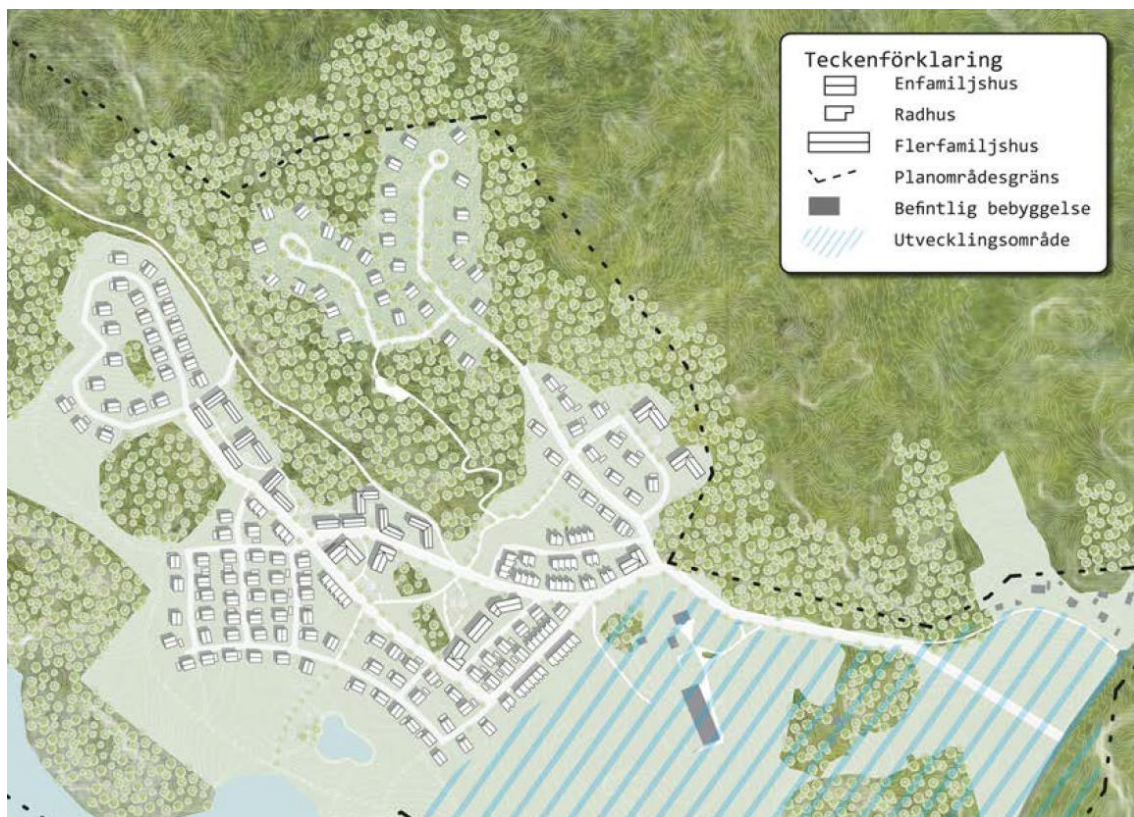 Teckenförklaring
Enfamiljshus
Radhus
Flerfamiljshus
Planområdesgräns
Befintlig bebyggelse
Utvecklingsområde